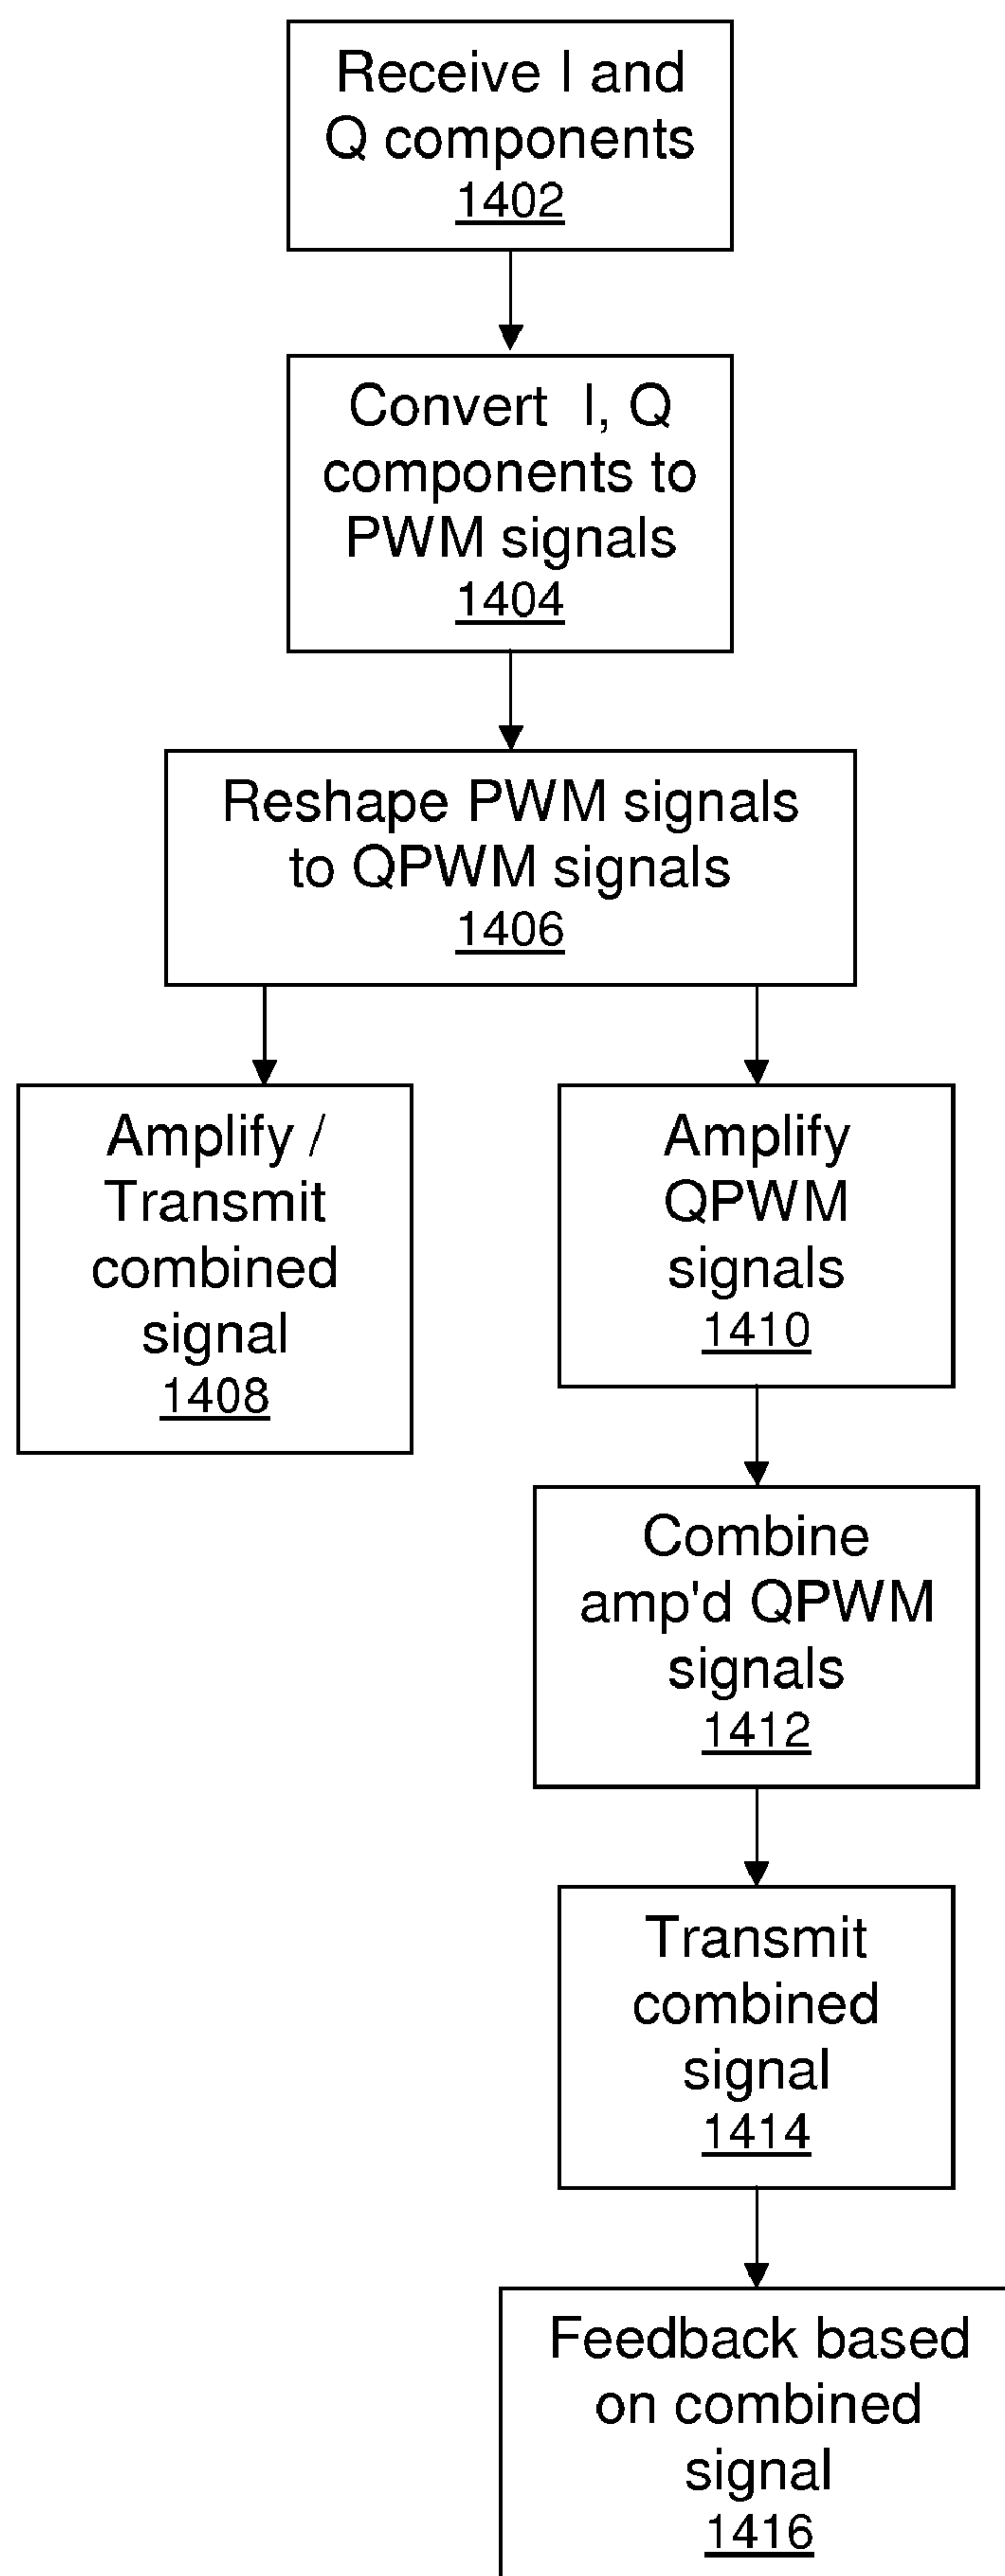 Receive I and
Q components
1402
Convert I, Q
components to
PWM signals
1404
Reshape PWM signals
to QPWM signals
1406
Amplify /
Transmit
combined
signal
1408
Amplify
QPWM
signals
1410
Combine
amp'd QPWM
signals
1412
Transmit
combined
signal
1414
Feedback based
on combined
signal
1416